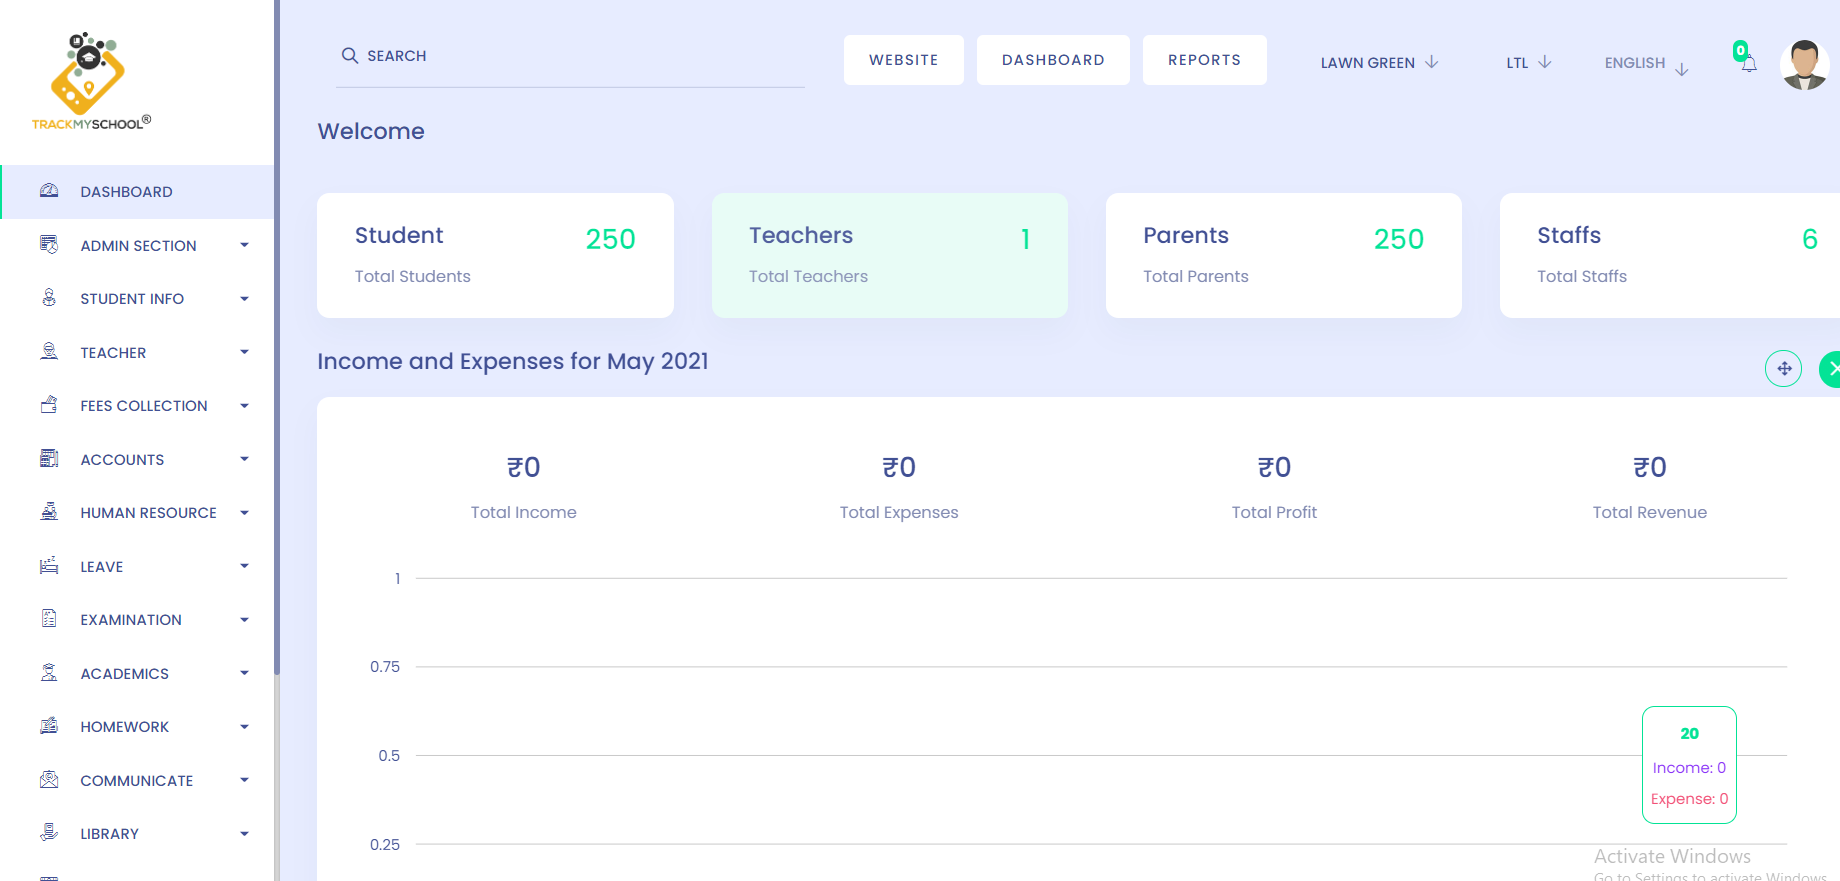 TRACKMYSCHOOL®
SEARCH
WEBSITE
DASHBOARD
REPORTS
LAWN GREEN
LTL
ENGLISH
0
Welcome
DASHBOARD
ADMIN SECTION
STUDENT INFO
TEACHER
FEES COLLECTION
ACCOUNTS
HUMAN RESOURCE
LEAVE
EXAMINATION
ACADEMICS
HOMEWORK
COMMUNICATE
LIBRARY
Student
250
Total Students
Teachers
1
Total Teachers
Parents
250
Total Parents
Staffs
6
Total Staffs
Income and Expenses for May 2021
₹0
Total Income
₹0
Total Expenses
₹0
Total Profit
₹0
Total Revenue
1
0.75
0.5
0.25
20
Income: 0
Expense: 0
Activate Windows
Go to Settings to activate Windows.